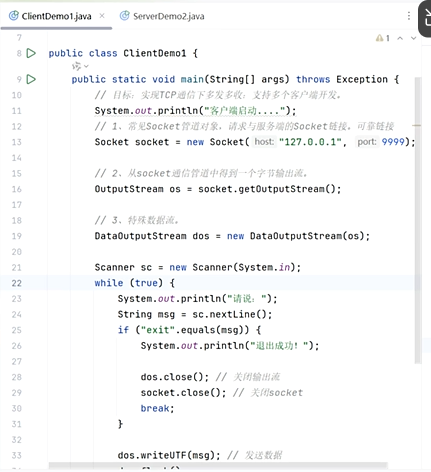 ClientDemo1.java
ServerDemo2.java
1
7
8 public class ClientDemo1 {
9 public static void main(String[] args) throws Exception {
10 // 目标：实现TCP通信下多发多收：支持多个客户端开发。
11 System.out.println("客户端启动....");
12 // 1、常见Socket管道对象，请求与服务端的Socket链接。可靠链接
13 Socket socket = new Socket( host: "127.0.0.1", port: 9999);
14
15 // 2、从socket通信管道中得到一个字节输出流。
16 OutputStream os = socket.getOutputStream();
17
18 // 3、特殊数据流。
19 DataOutputStream dos = new DataOutputStream(os);
20
21 Scanner sc = new Scanner(System.in);
22 while (true) {
23 System.out.println("请说：");
24 String msg = sc.nextLine();
25 if ("exit".equals(msg)) {
26 System.out.println("退出成功！");
27
28 dos.close(); // 关闭输出流
29 socket.close(); // 关闭socket
30 break;
31 }
32
33 dos.writeUTF(msg); // 发送数据